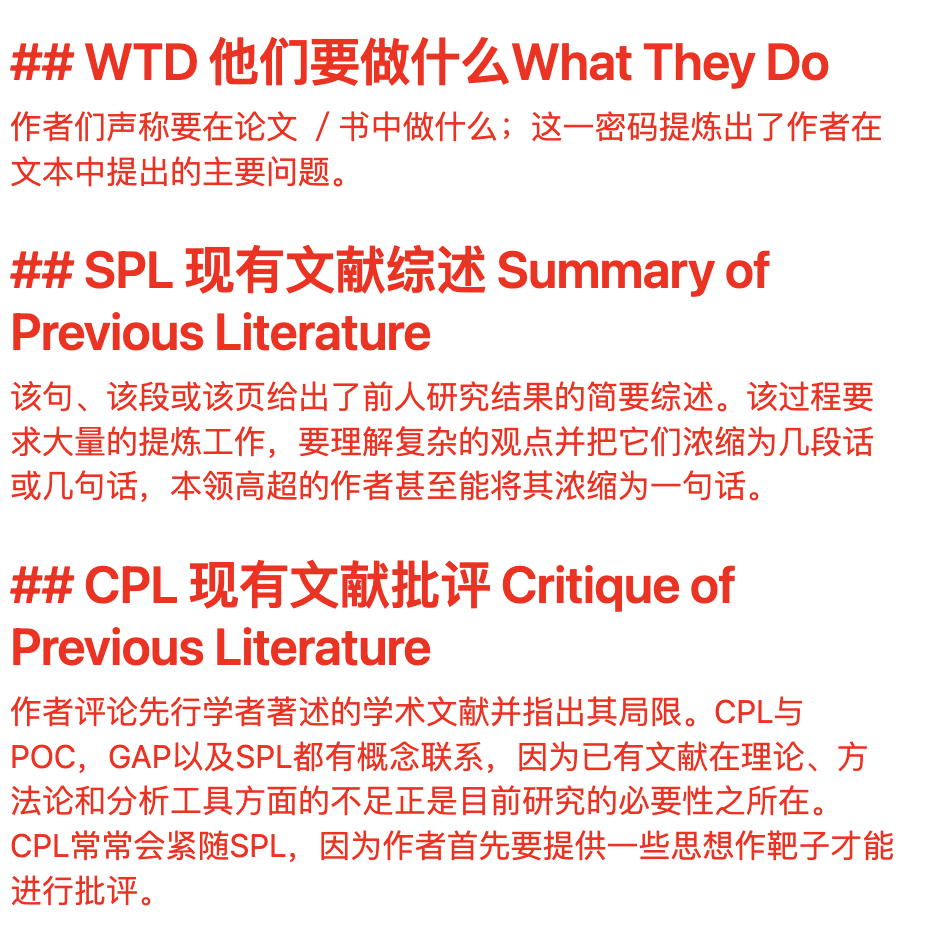 ## WTD 他们要做什么What They Do
作者们声称要在论文 / 书中做什么；这一密码提炼出了作者在
文本中提出的主要问题。
## SPL 现有文献综述 Summary of
Previous Literature
该句、该段或该页给出了前人研究结果的简要综述。该过程要
求大量的提炼工作，要理解复杂的观点并把它们浓缩为几段话
或几句话，本领高超的作者甚至能将其浓缩为一句话。
## CPL 现有文献批评 Critique of
Previous Literature
作者评论先行学者著述的学术文献并指出其局限。CPL与
POC，GAP以及SPL都有概念联系，因为已有文献在理论、方
法论和分析工具方面的不足正是目前研究的必要性之所在。
CPL常常会紧随SPL，因为作者首先要提供一些思想作靶子才能
进行批评。